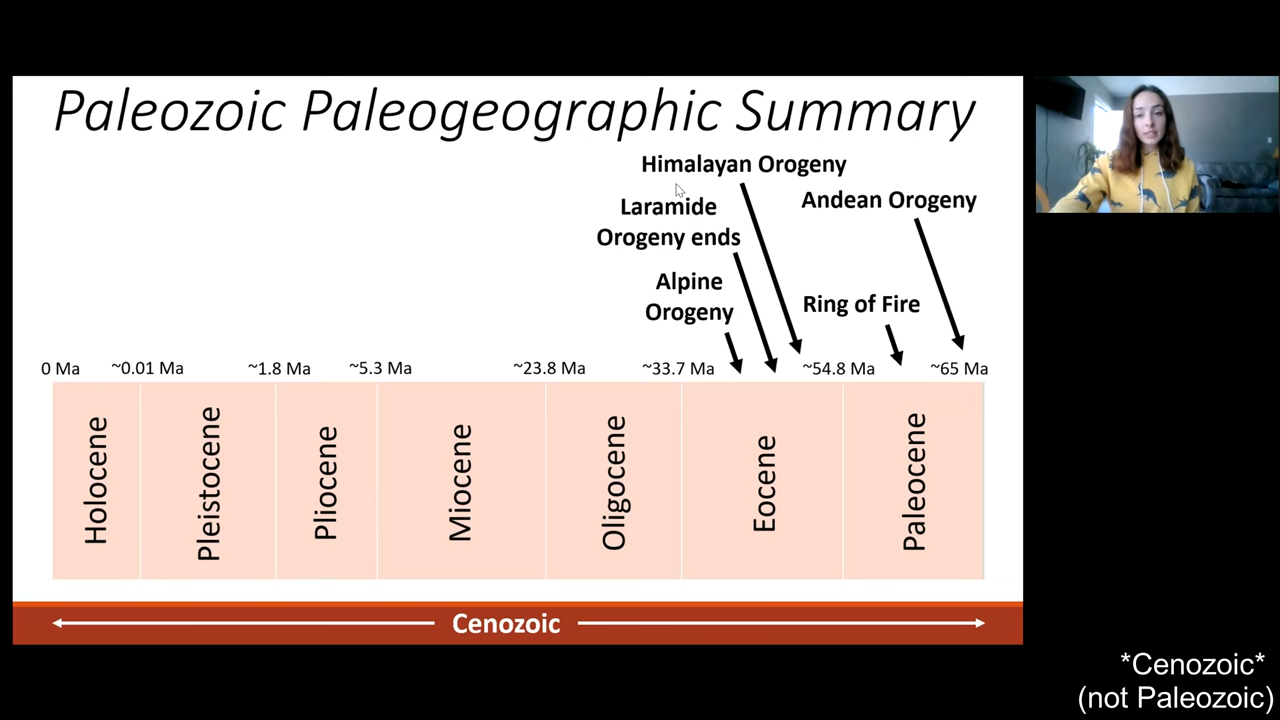 Paleozoic Paleogeographic Summary
Himalayan Orogeny
Andean Orogeny
Laramide
Orogeny ends
Alpine
Orogeny
Ring of Fire
0 Ma ~0.01 Ma ~1.8 Ma ~5.3 Ma ~23.8 Ma ~33.7 Ma ~54.8 Ma ~65 Ma
Holocene
Pleistocene
Pliocene
Miocene
Oligocene
Eocene
Paleocene
Cenozoic
*Cenozoic*
(not Paleozoic)